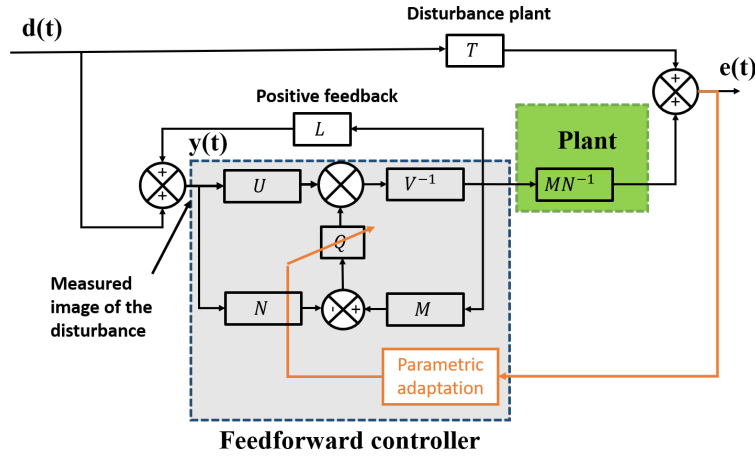 Disturbance plant
d(t)
T
e(t)
+
+
Positive feedback
L
y(t)
Plant
+
+
U
V⁻¹
MN⁻¹
Q
Measured
image of the
disturbance
N
-
+
M
Parametric
adaptation
Feedforward controller